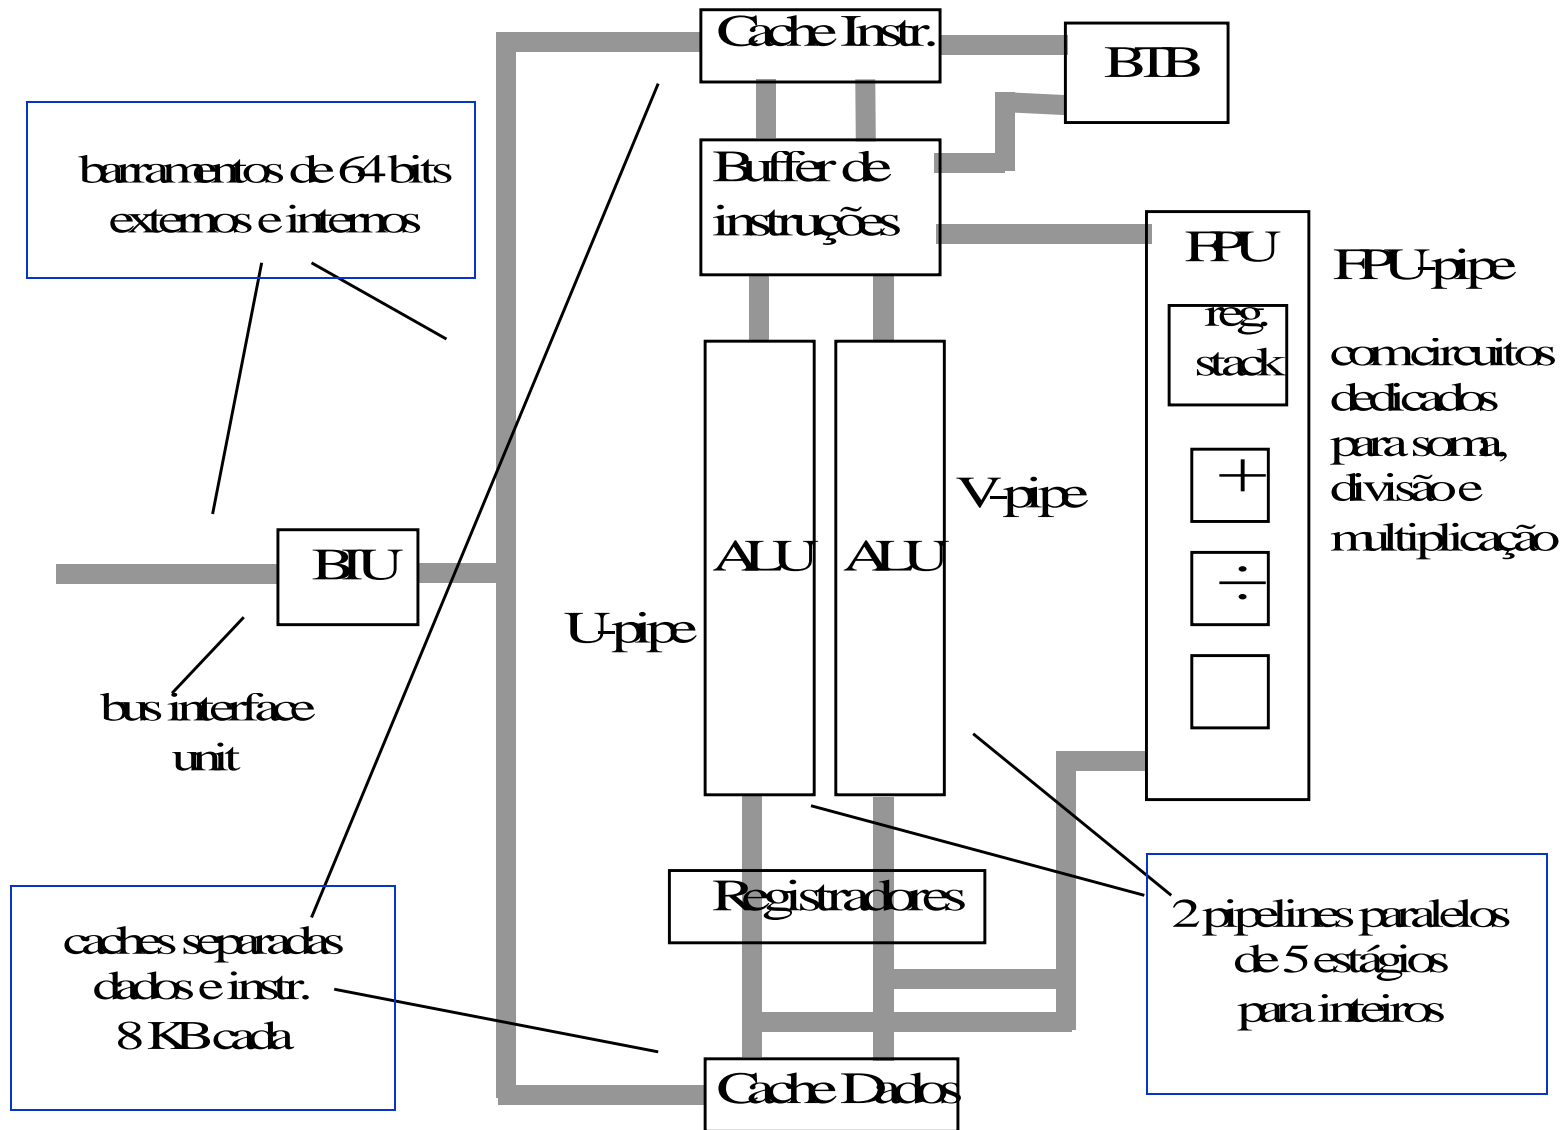 Cache Instr.
BTB
barramentos de 64 bits
externos e internos
Buffer de
instruções
FPU
reg.
stack
+
÷
FPU-pipe
com circuitos
dedicados
para soma,
divisão e
multiplicação
V-pipe
ALU
ALU
U-pipe
BIU
bus interface
unit
Registradores
caches separadas
dados e instr.
8 KB cada
2 pipelines paralelos
de 5 estágios
para inteiros
Cache Dados